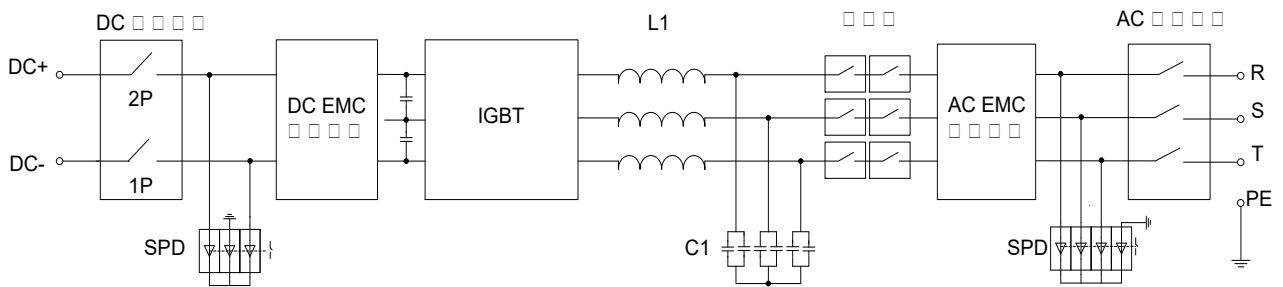 DC
L1
AC
DC+
2P
DC EMC
IGBT
AC EMC
R
S
DC-
1P
T
PE
SPD
C1
SPD